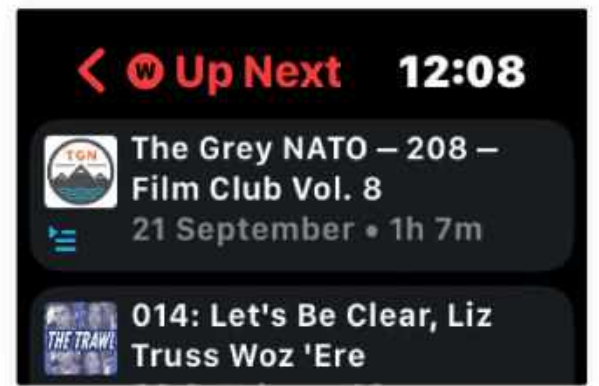 W Up Next 12:08
TGN
The Grey NATO – 208 –
Film Club Vol. 8
21 September • 1h 7m
THE TRAWL
014: Let's Be Clear, Liz
Truss Woz 'Ere